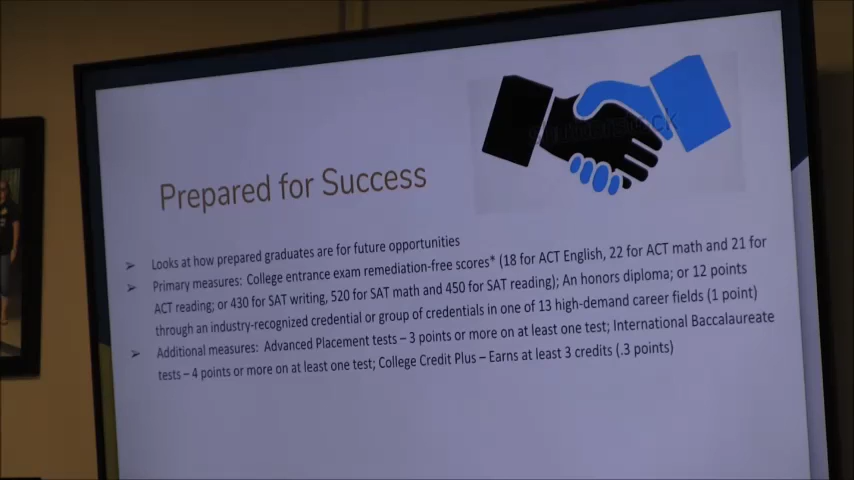 Prepared for Success
➢ Looks at how prepared graduates are for future opportunities
➢ Primary measures: College entrance exam remediation-free scores* (18 for ACT English, 22 for ACT math and 21 for
ACT reading; or 430 for SAT writing, 520 for SAT math and 450 for SAT reading); An honors diploma; or 12 points
through an industry-recognized credential or group of credentials in one of 13 high-demand career fields (1 point)
➢ Additional measures: Advanced Placement tests – 3 points or more on at least one test; International Baccalaureate
tests – 4 points or more on at least one test; College Credit Plus – Earns at least 3 credits (.3 points)